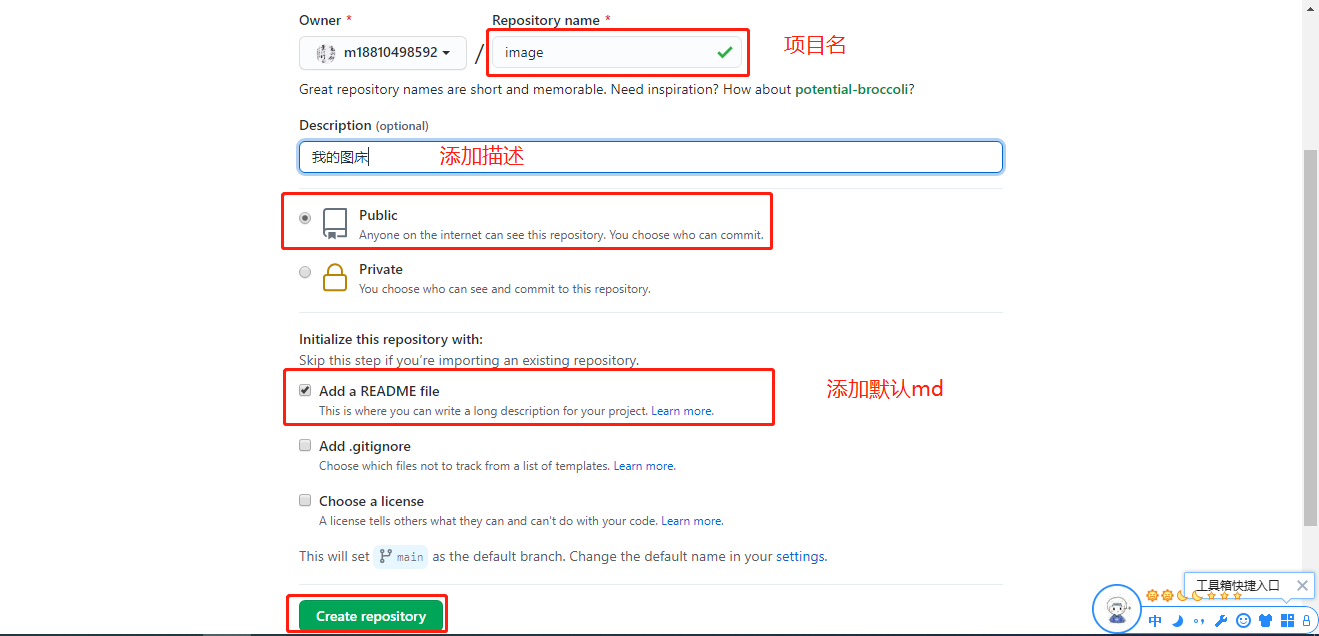 Owner *
Repository name *
m18810498592 / image
项目名
Great repository names are short and memorable. Need inspiration? How about potential-broccoli?
Description (optional)
我的图床 添加描述
Public
Anyone on the internet can see this repository. You choose who can commit.
Private
You choose who can see and commit to this repository.
Initialize this repository with:
Skip this step if you're importing an existing repository.
Add a README file
添加默认md
This is where you can write a long description for your project. Learn more.
Add .gitignore
Choose which files not to track from a list of templates. Learn more.
Choose a license
A license tells others what they can and can't do with your code. Learn more.
This will set main as the default branch. Change the default name in your settings.
工具箱快捷入口
Create repository
中